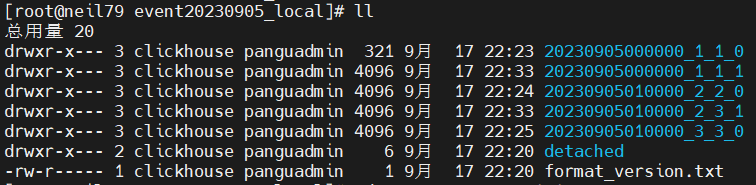 [root@neil79 event20230905_local]# ll
总用量 20
drwxr-x--- 3 clickhouse panguadmin  321 9月  17 22:23 20230905000000_1_1_0
drwxr-x--- 3 clickhouse panguadmin 4096 9月  17 22:33 20230905000000_1_1_1
drwxr-x--- 3 clickhouse panguadmin 4096 9月  17 22:24 20230905010000_2_2_0
drwxr-x--- 3 clickhouse panguadmin 4096 9月  17 22:33 20230905010000_2_3_1
drwxr-x--- 3 clickhouse panguadmin 4096 9月  17 22:25 20230905010000_3_3_0
drwxr-x--- 2 clickhouse panguadmin    6 9月  17 22:20 detached
-rw-r----- 1 clickhouse panguadmin    1 9月  17 22:20 format_version.txt